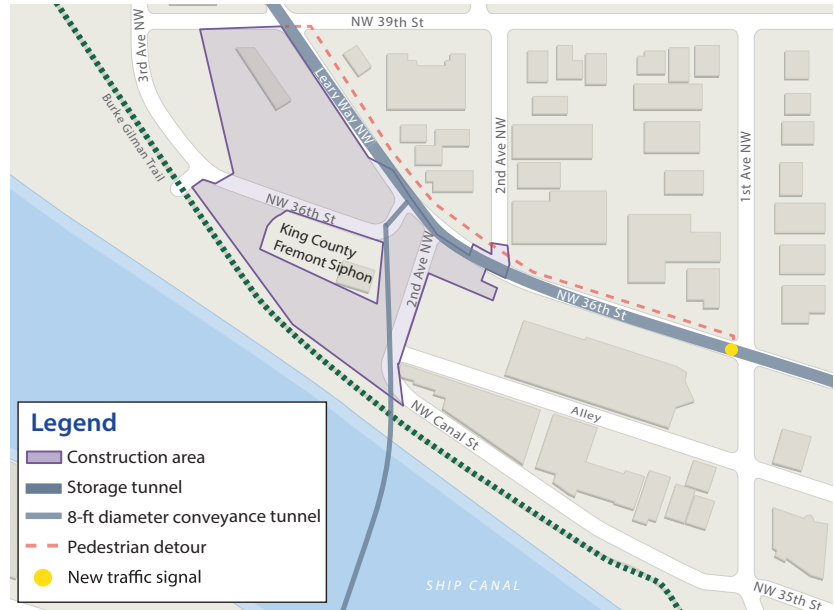 NW 39th St
3rd Ave NW
Leary Way NW
Burke Gilman Trail
2nd Ave NW
1st Ave NW
NW 36th St
King County
Fremont Siphon
2nd Ave NW
NW 36th St
Alley
NW Canal St
NW 35th St
SHIP CANAL
Legend
Construction area
Storage tunnel
8-ft diameter conveyance tunnel
Pedestrian detour
New traffic signal